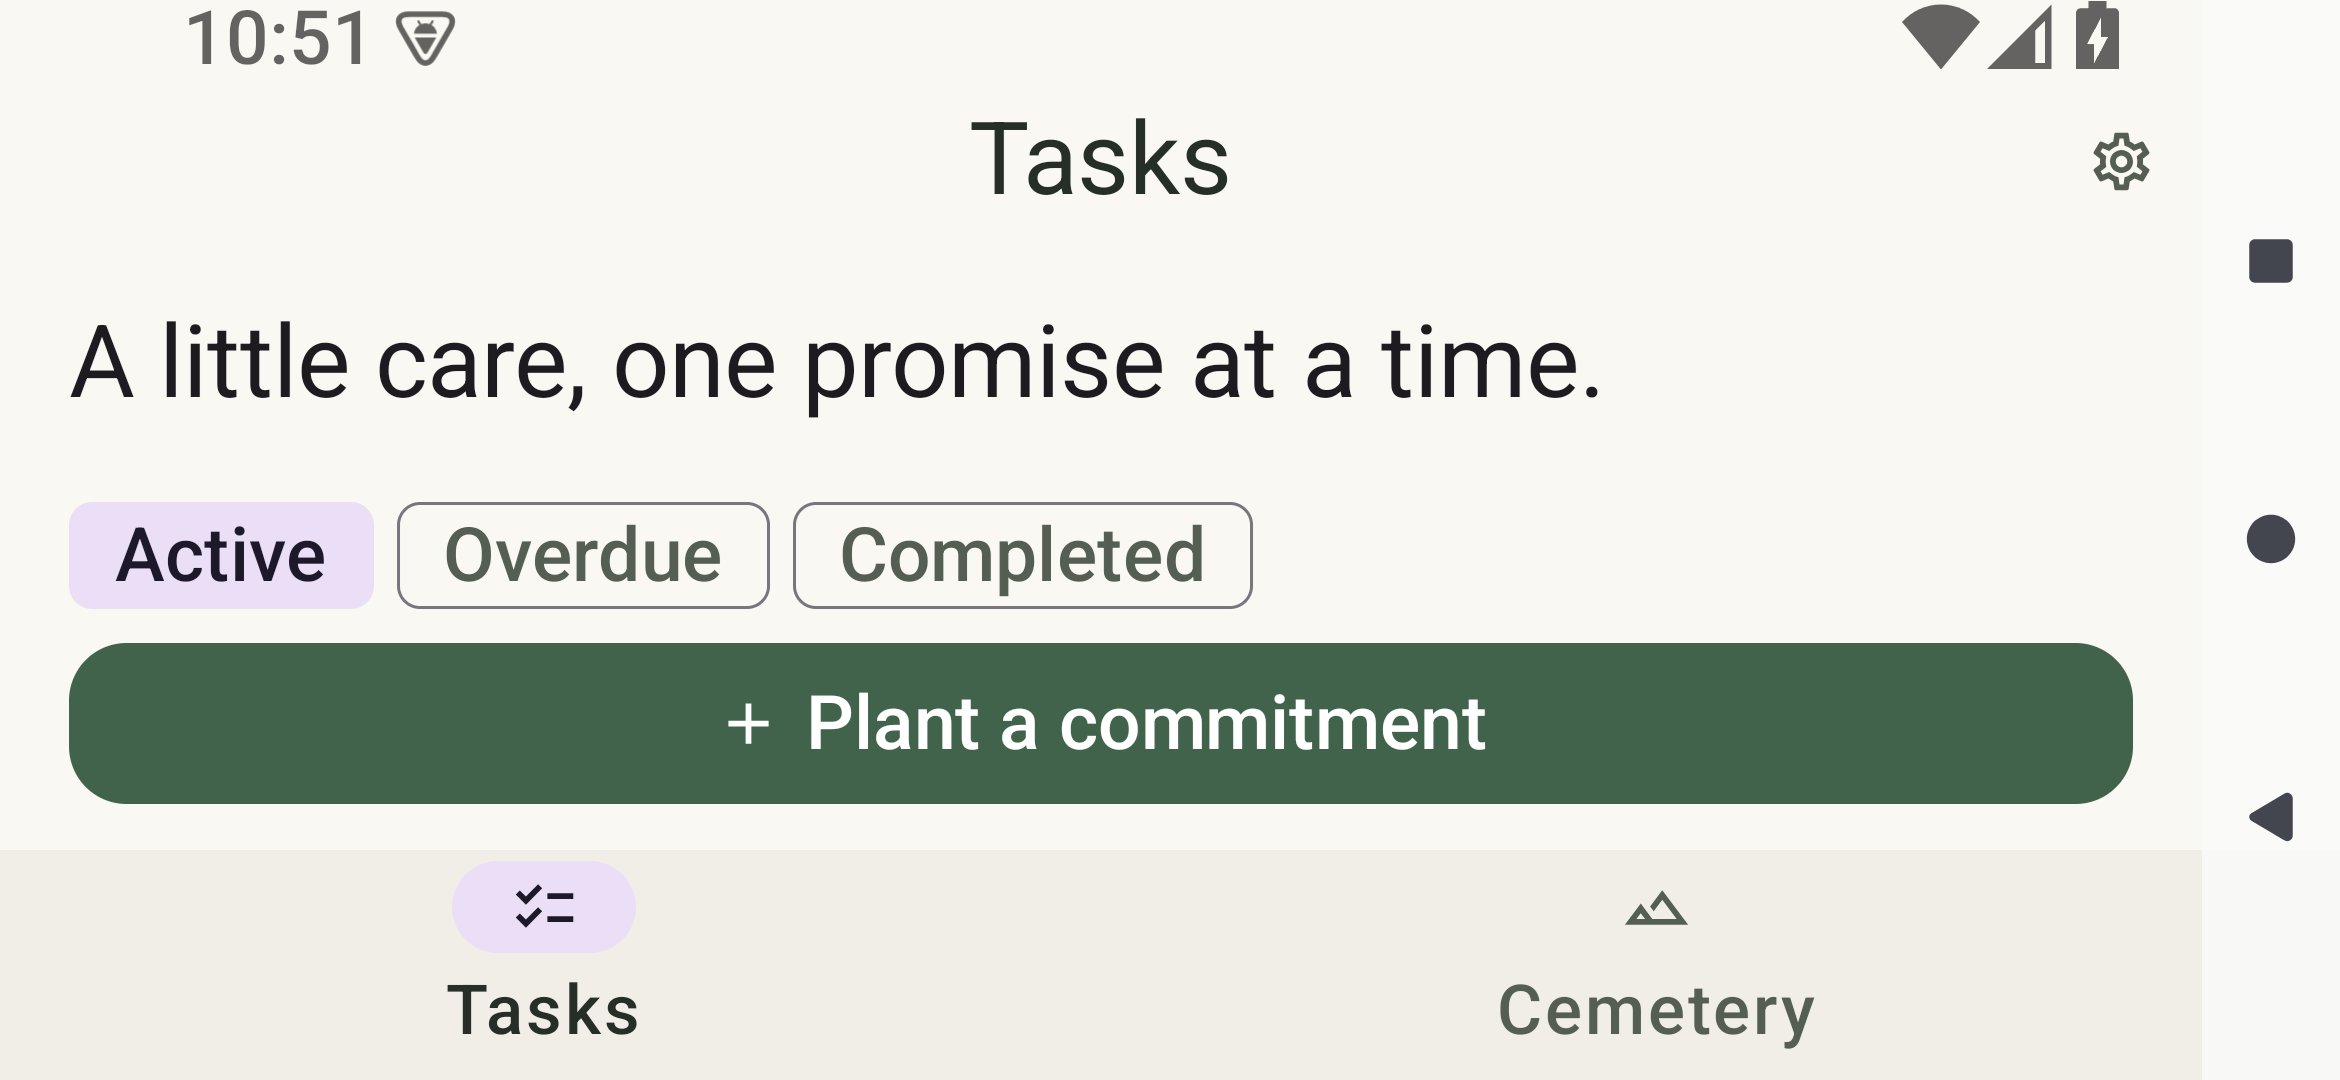 10:51
Tasks
A little care, one promise at a time.
Active Overdue Completed
+ Plant a commitment
Tasks Cemetery